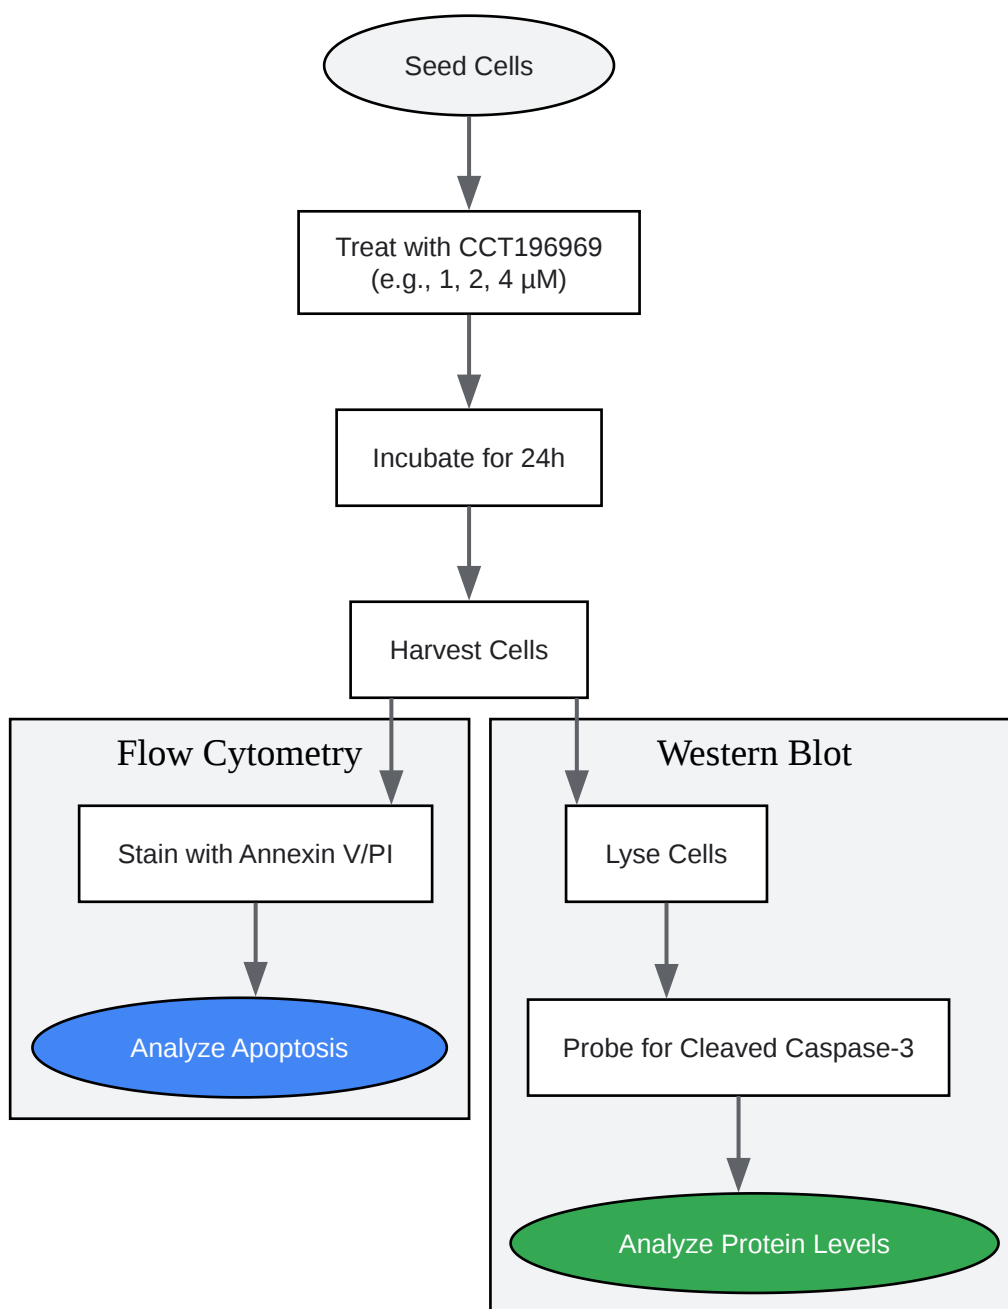 Seed Cells
Treat with CCT196969
(e.g., 1, 2, 4 µM)
Incubate for 24h
Harvest Cells
Flow Cytometry
Stain with Annexin V/PI
Analyze Apoptosis
Western Blot
Lyse Cells
Probe for Cleaved Caspase-3
Analyze Protein Levels